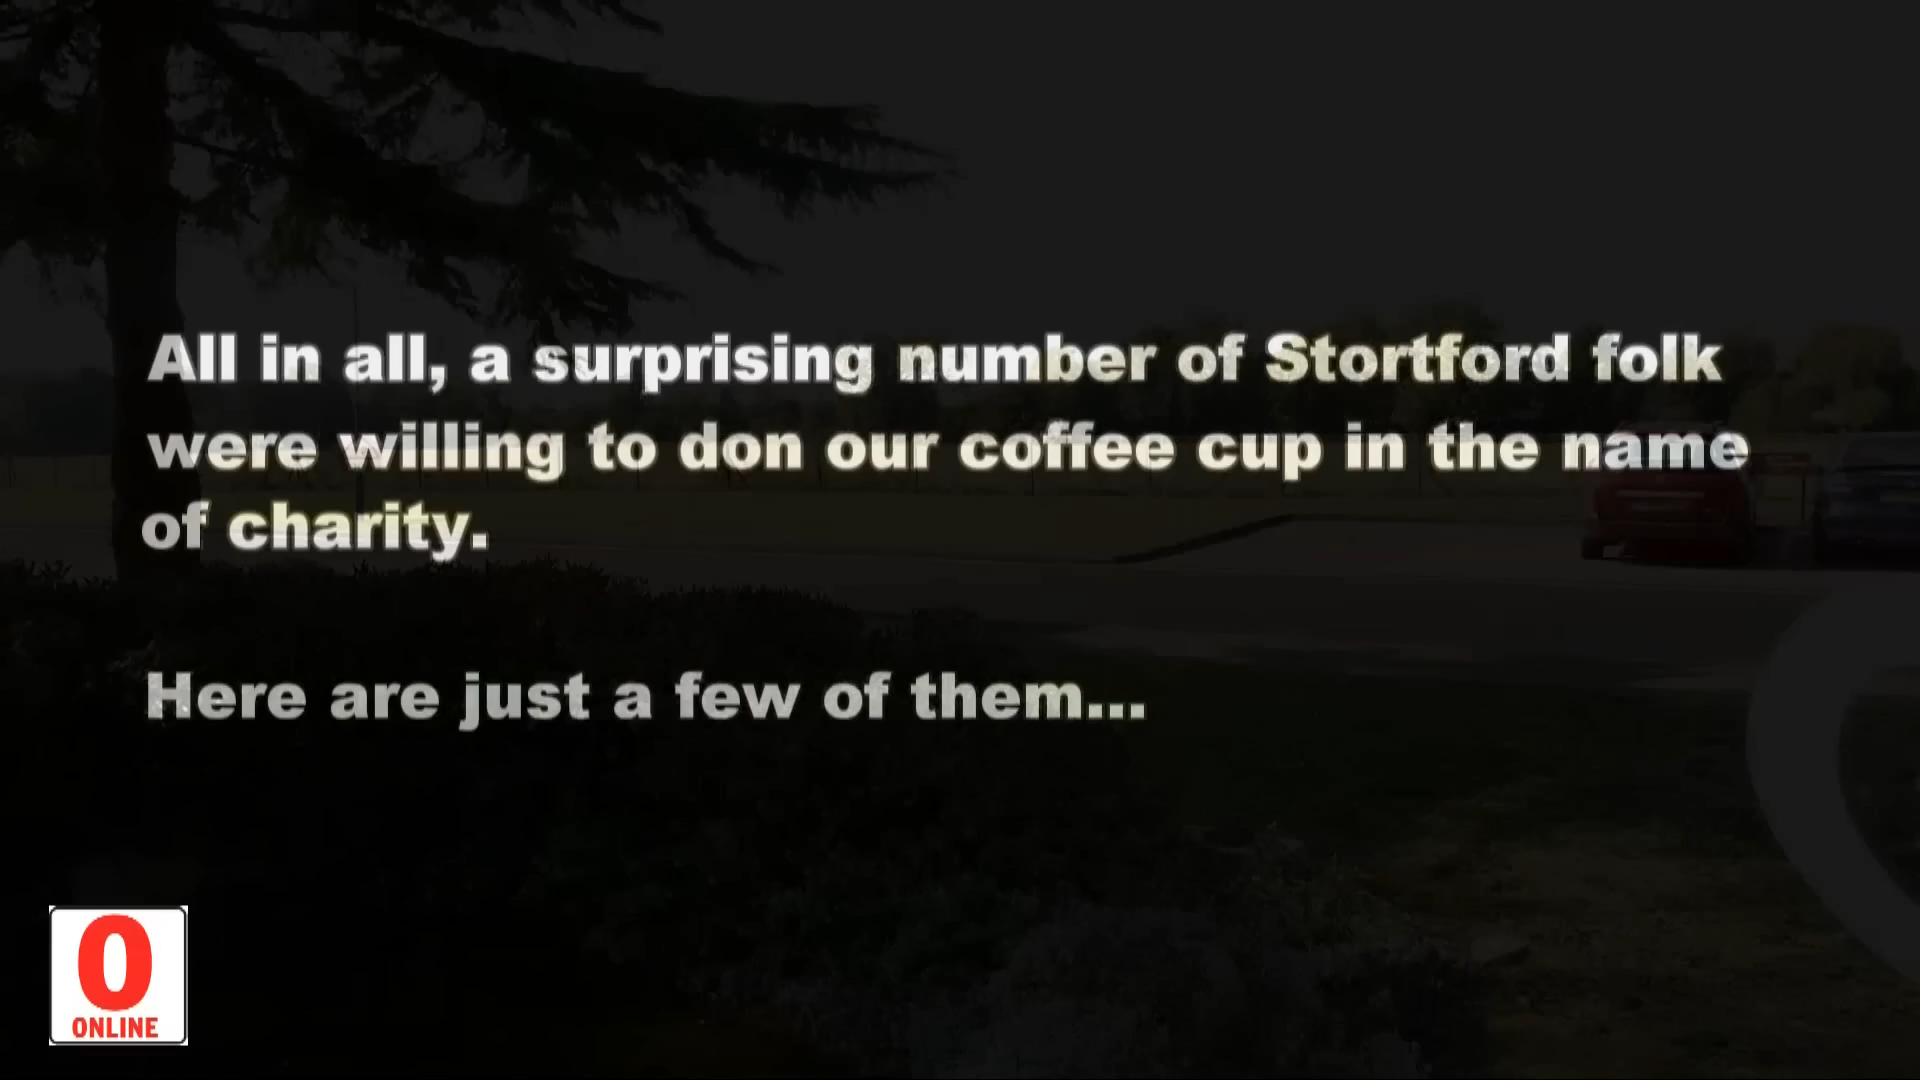 All in all, a surprising number of Stortford folk
were willing to don our coffee cup in the name
of charity.
Here are just a few of them...
O
ONLINE